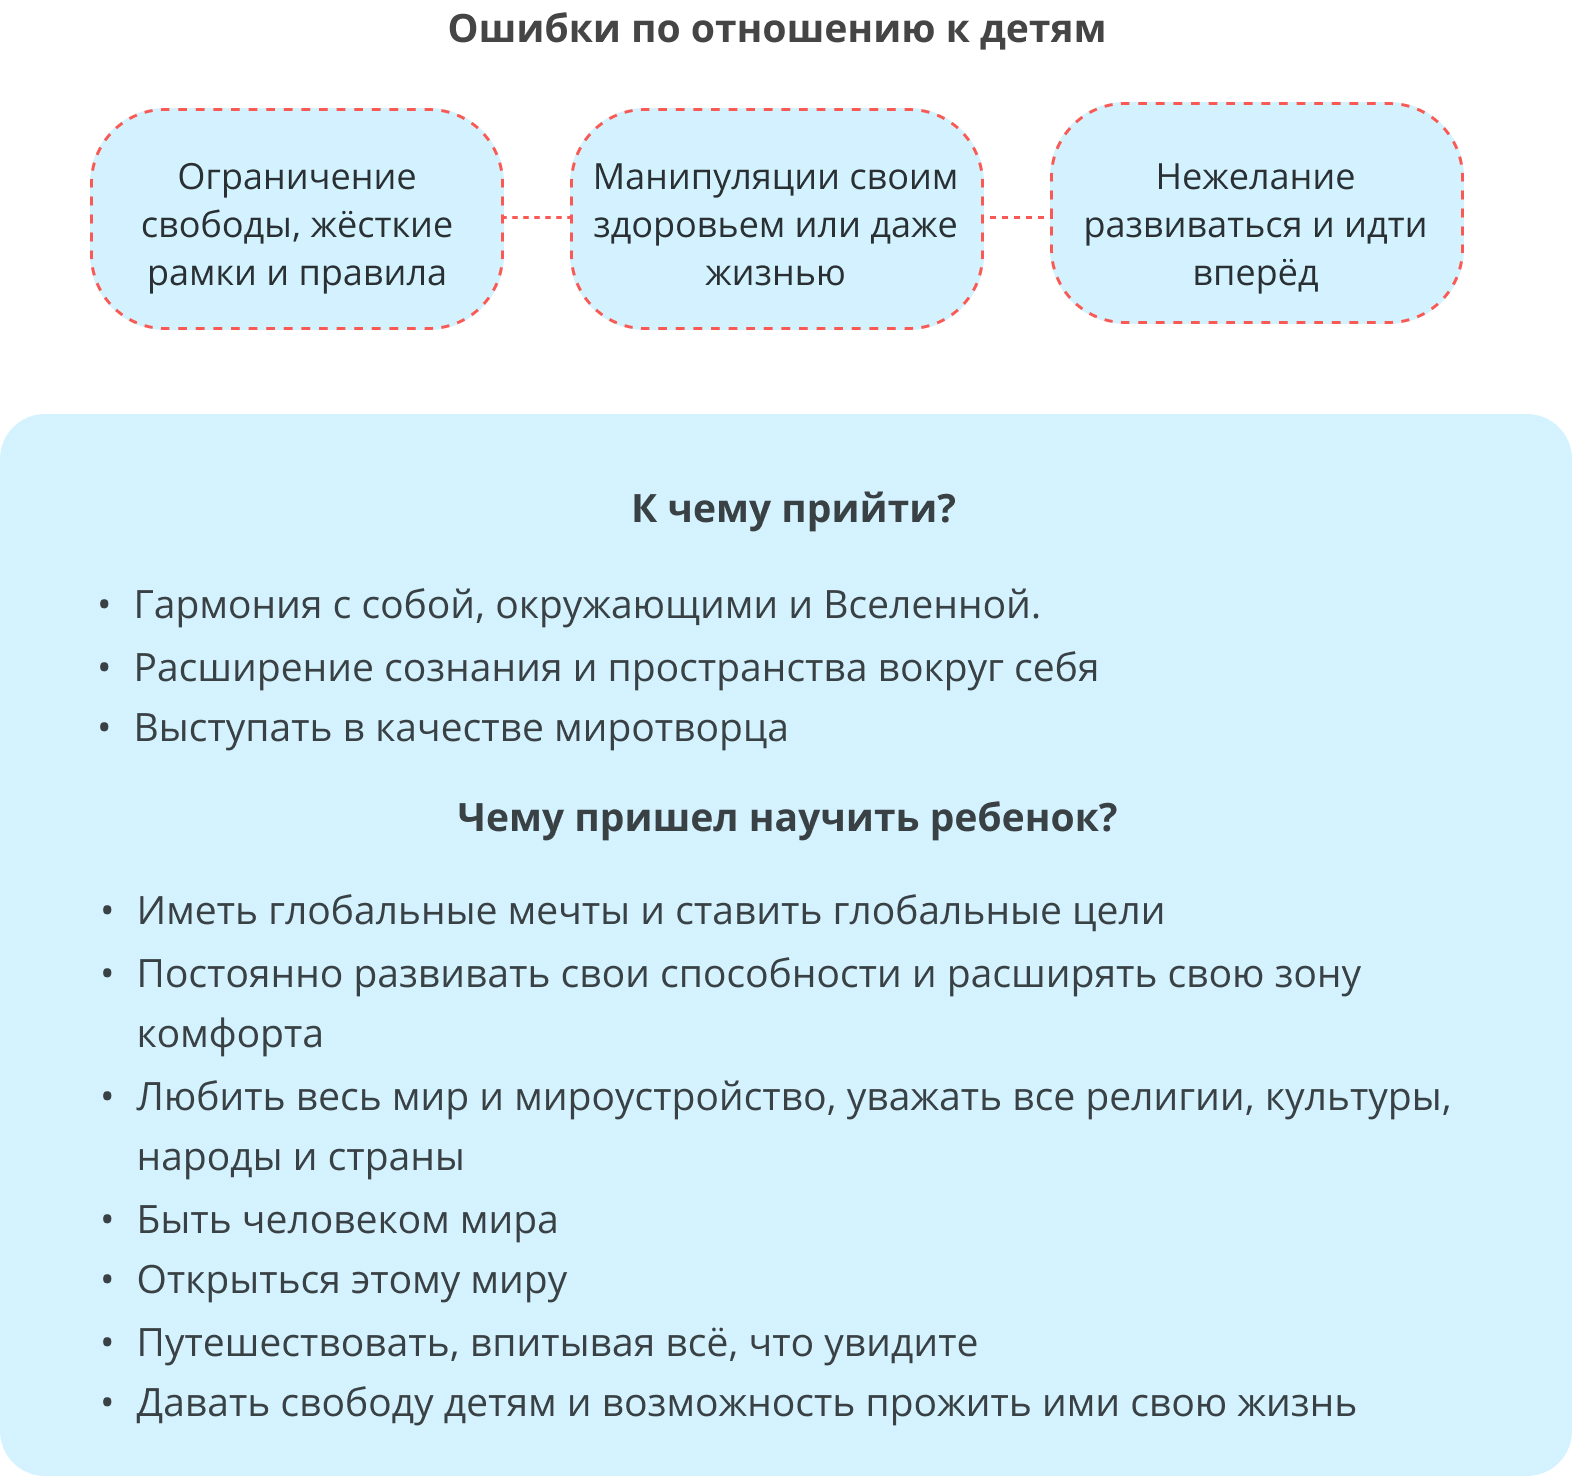 Ошибки по отношению к детям
Ограничение
свободы, жёсткие
рамки и правила
Манипуляции своим
здоровьем или даже
жизнью
Нежелание
развиваться и идти
вперёд
К чему прийти?
• Гармония с собой, окружающими и Вселенной.
• Расширение сознания и пространства вокруг себя
• Выступать в качестве миротворца
Чему пришел научить ребенок?
• Иметь глобальные мечты и ставить глобальные цели
• Постоянно развивать свои способности и расширять свою зону
комфорта
• Любить весь мир и мироустройство, уважать все религии, культуры,
народы и страны
• Быть человеком мира
• Открыться этому миру
• Путешествовать, впитывая всё, что увидите
• Давать свободу детям и возможность прожить ими свою жизнь